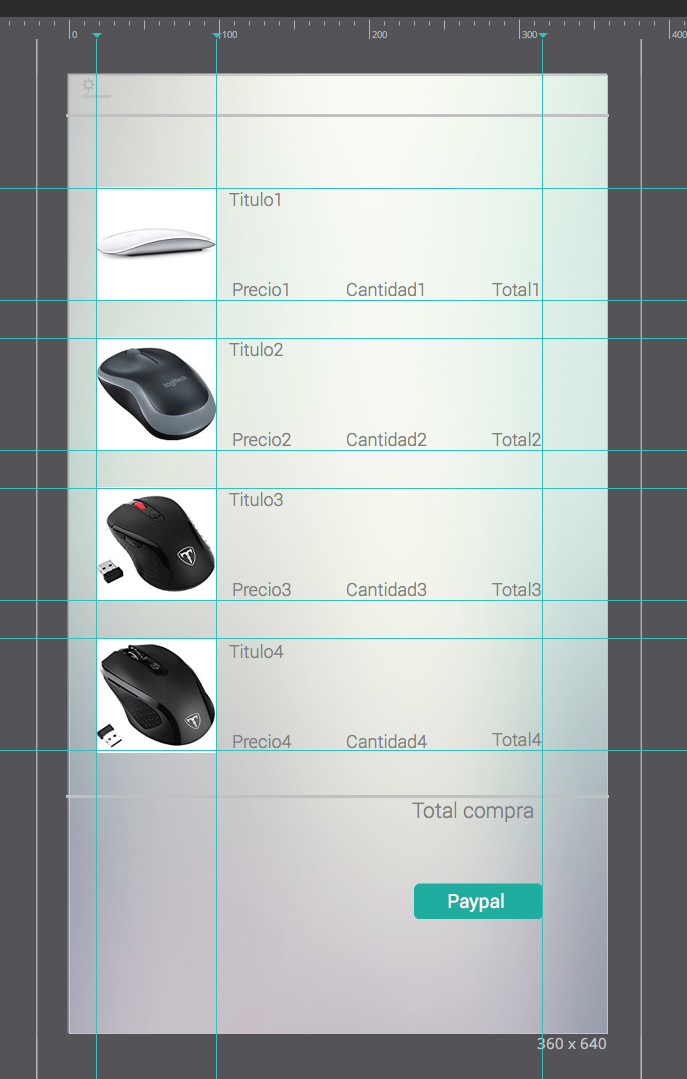 0 100 200 300 400
Titulo1
Precio1 Cantidad1 Total1
logitech
Titulo2
Precio2 Cantidad2 Total2
Titulo3
Precio3 Cantidad3 Total3
Titulo4
Precio4 Cantidad4 Total4
Total compra
Paypal
360 x 640